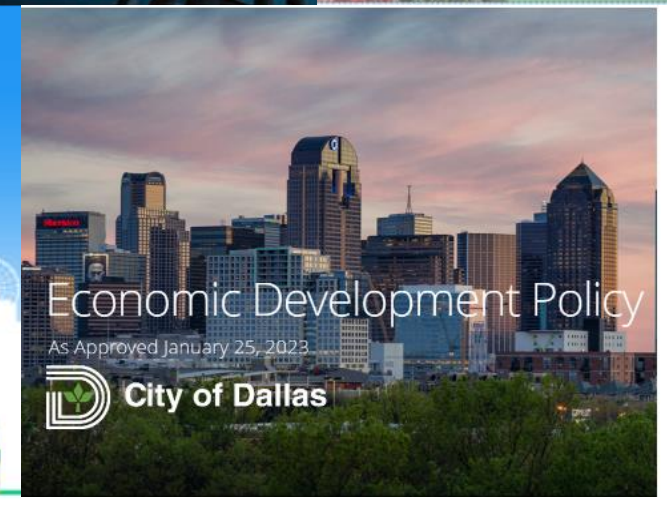 Economic Development Policy
As Approved January 25, 2023
City of Dallas